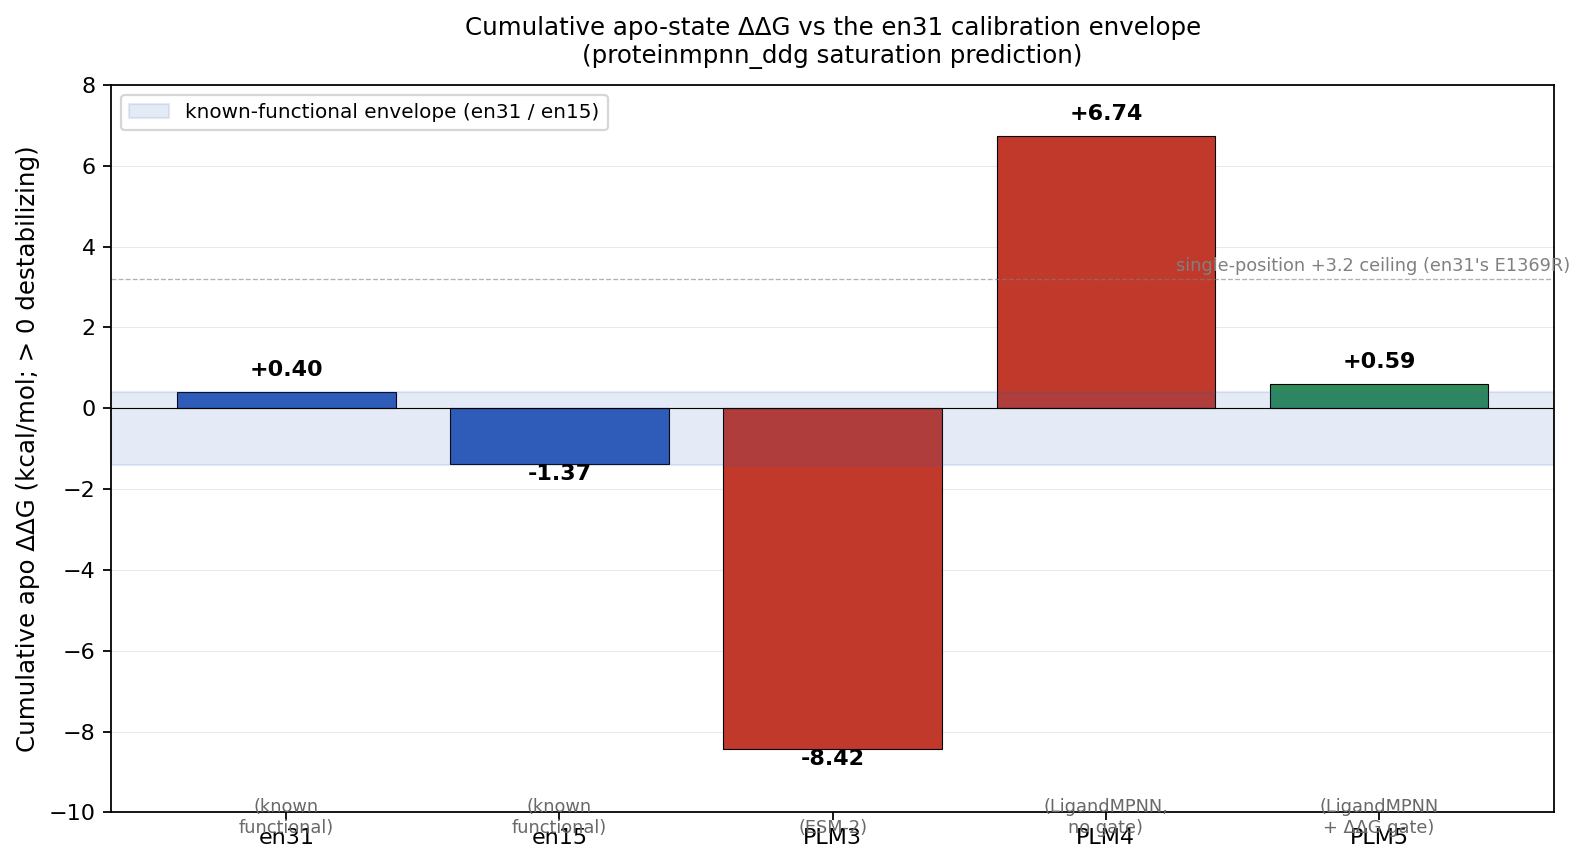 Cumulative apo-state ΔΔG vs the en31 calibration envelope
(proteinmpnn_ddg saturation prediction)
Cumulative apo ΔΔG (kcal/mol; > 0 destabilizing)
8
6
4
2
0
−2
−4
−6
−8
−10
known-functional envelope (en31 / en15)
+6.74
single-position +3.2 ceiling (en31's E1369R)
+0.40
+0.59
-1.37
-8.42
(known
functional)
en31
(known
functional)
en15
(ESM-2)
PLM3
(LigandMPNN,
no gate)
PLM4
(LigandMPNN
+ ΔΔG gate)
PLM5